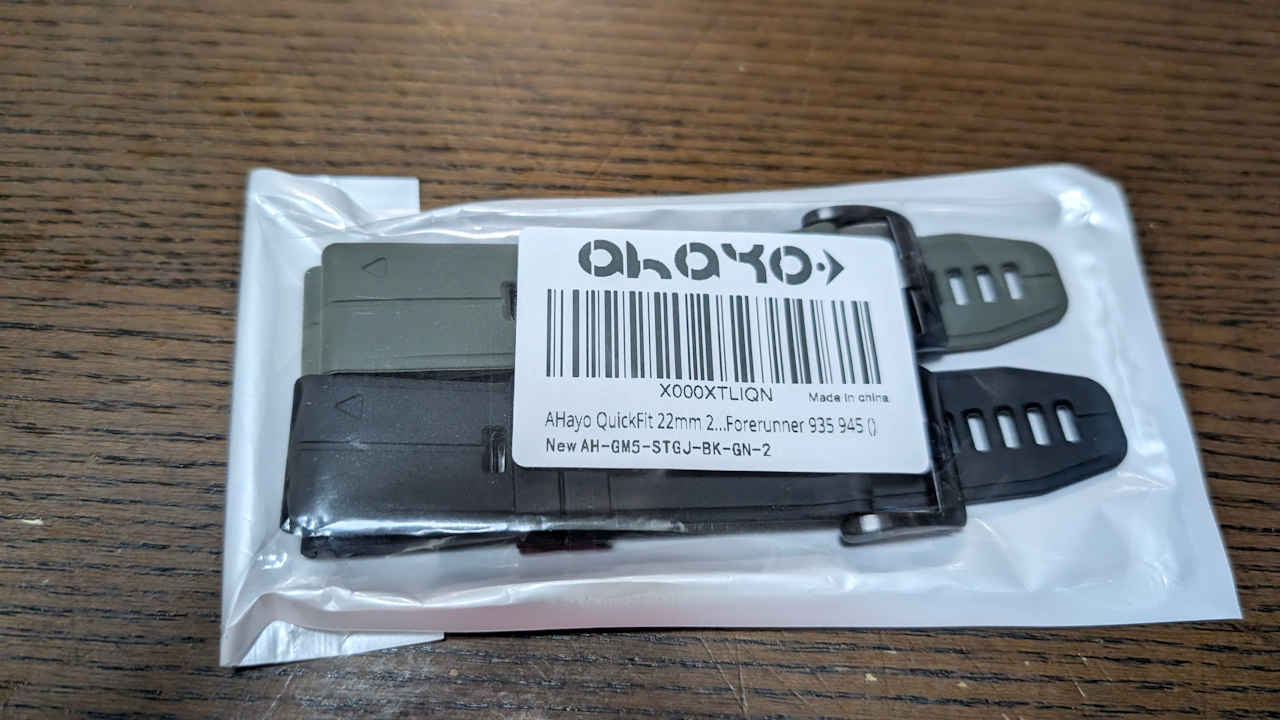 ahayo
X000XTLIQN
Made in china
AHayo QuickFit 22mm 2...Forerunner 935 945 ()
New AH-GM5-STGJ-BK-GN-2